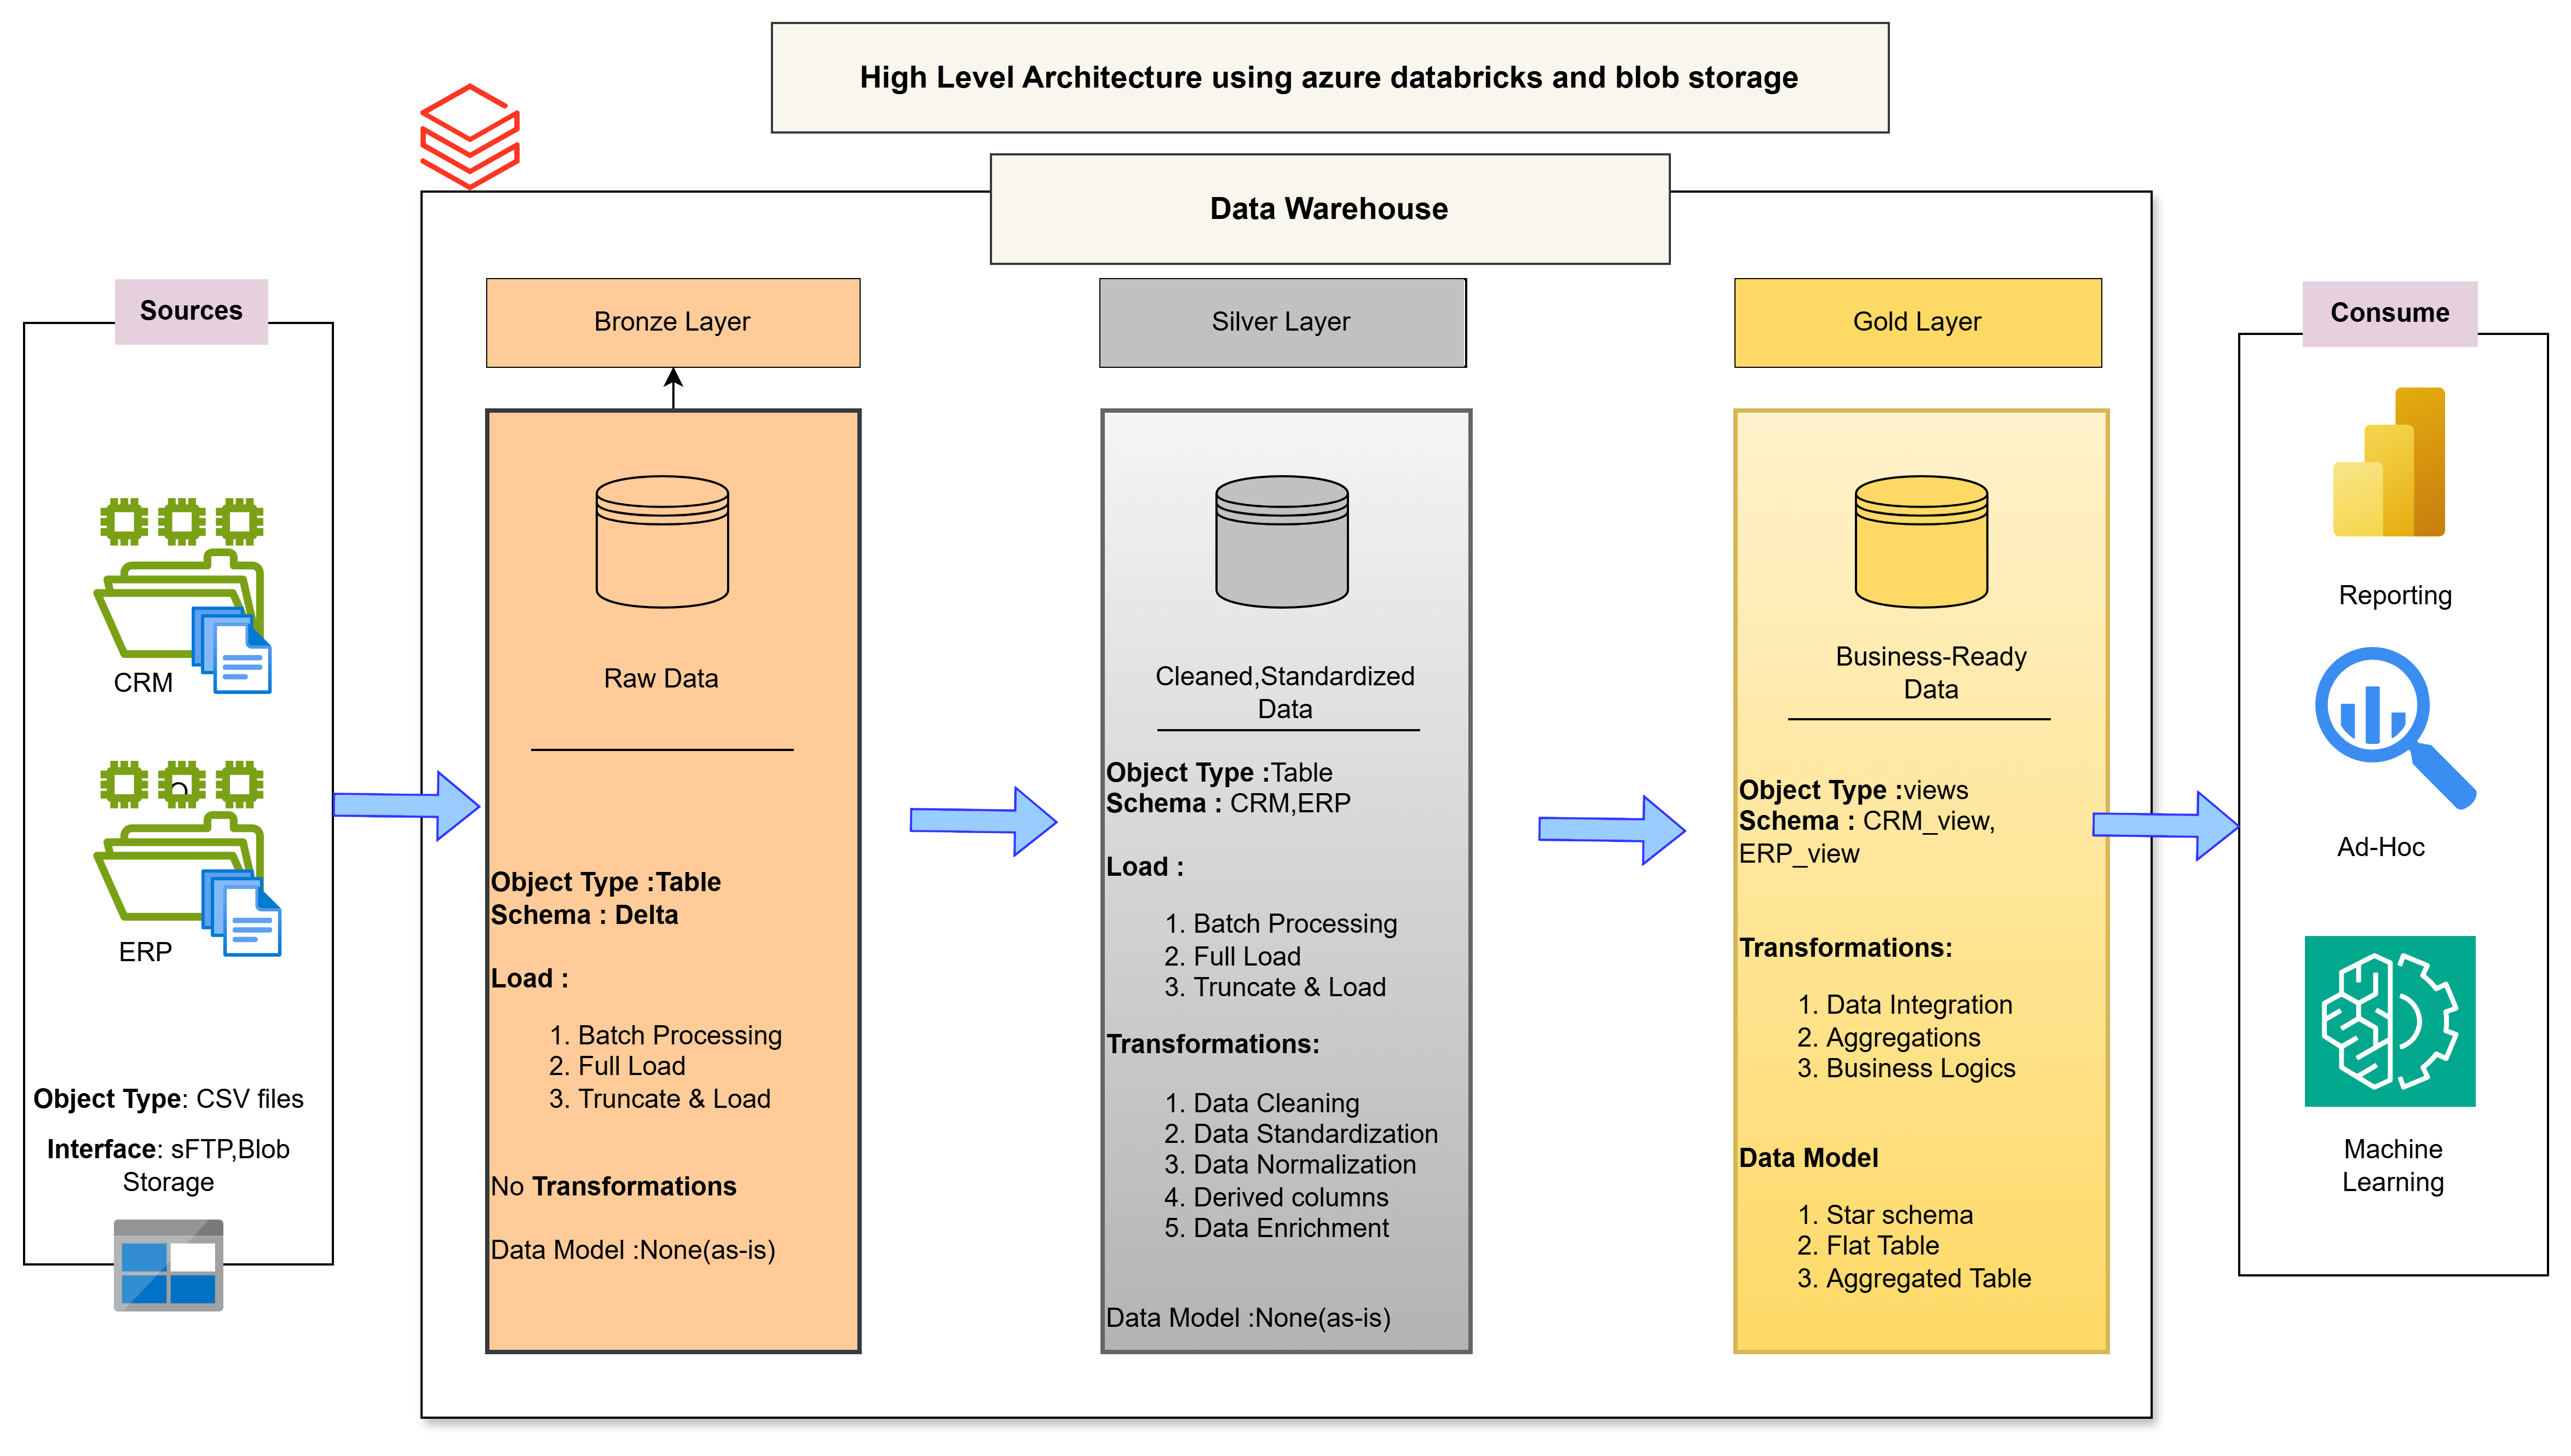 High Level Architecture using azure databricks and blob storage
Data Warehouse
Sources
CRM
ERP
Object Type: CSV files
Interface: sFTP,Blob
Storage
Bronze Layer
Raw Data
Object Type :Table
Schema : Delta
Load :
1. Batch Processing
2. Full Load
3. Truncate & Load
No Transformations
Data Model :None(as-is)
Silver Layer
Cleaned,Standardized
Data
Object Type :Table
Schema : CRM,ERP
Load :
1. Batch Processing
2. Full Load
3. Truncate & Load
Transformations:
1. Data Cleaning
2. Data Standardization
3. Data Normalization
4. Derived columns
5. Data Enrichment
Data Model :None(as-is)
Gold Layer
Business-Ready
Data
Object Type :views
Schema : CRM_view,
ERP_view
Transformations:
1. Data Integration
2. Aggregations
3. Business Logics
Data Model
1. Star schema
2. Flat Table
3. Aggregated Table
Consume
Reporting
Ad-Hoc
Machine
Learning